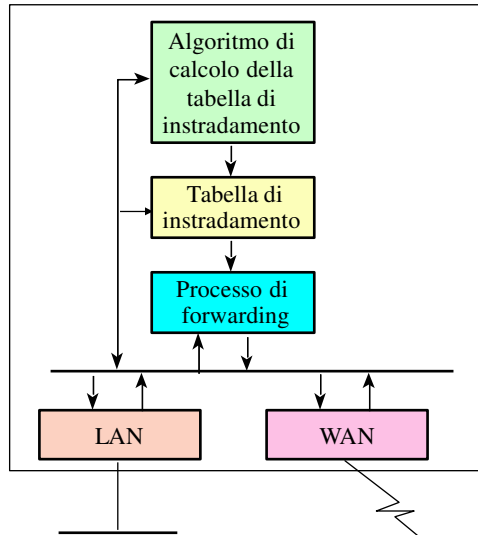 Algoritmo di
calcolo della
tabella di
instradamento
Tabella di
instradamento
Processo di
forwarding
LAN
WAN